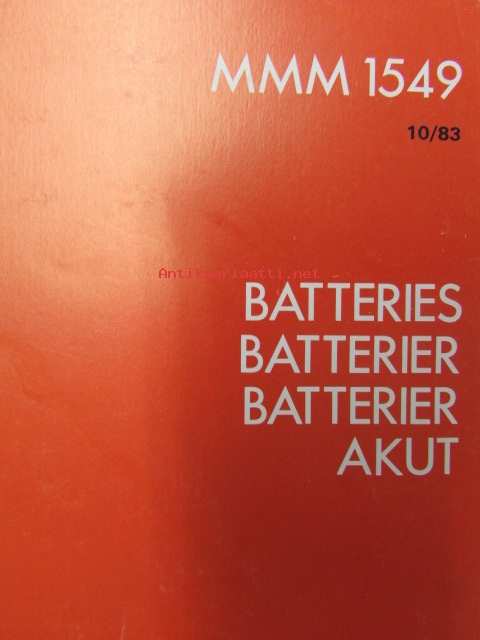 MMM 1549
10/83
Antikvariaatti.net
BATTERIES
BATTERIER
BATTERIER
AKUT